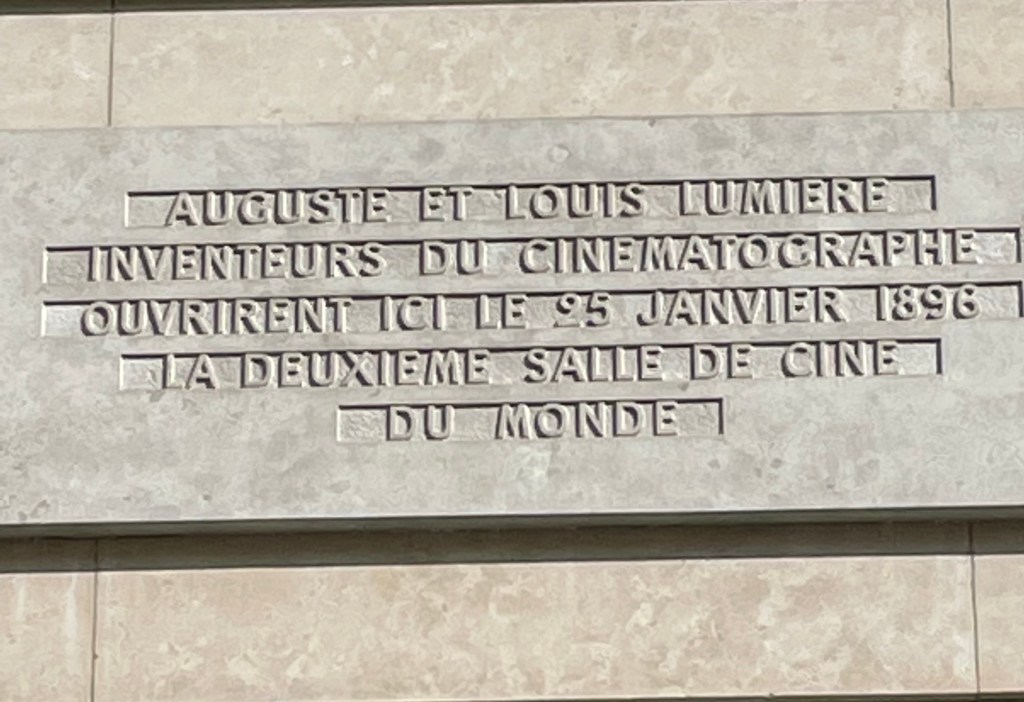 AUGUSTE ET LOUIS LUMIERE
INVENTEURS DU CINEMATOGRAPHE
OUVRIRENT ICI LE 25 JANVIER 1896
LA DEUXIEME SALLE DE CINE
DU MONDE